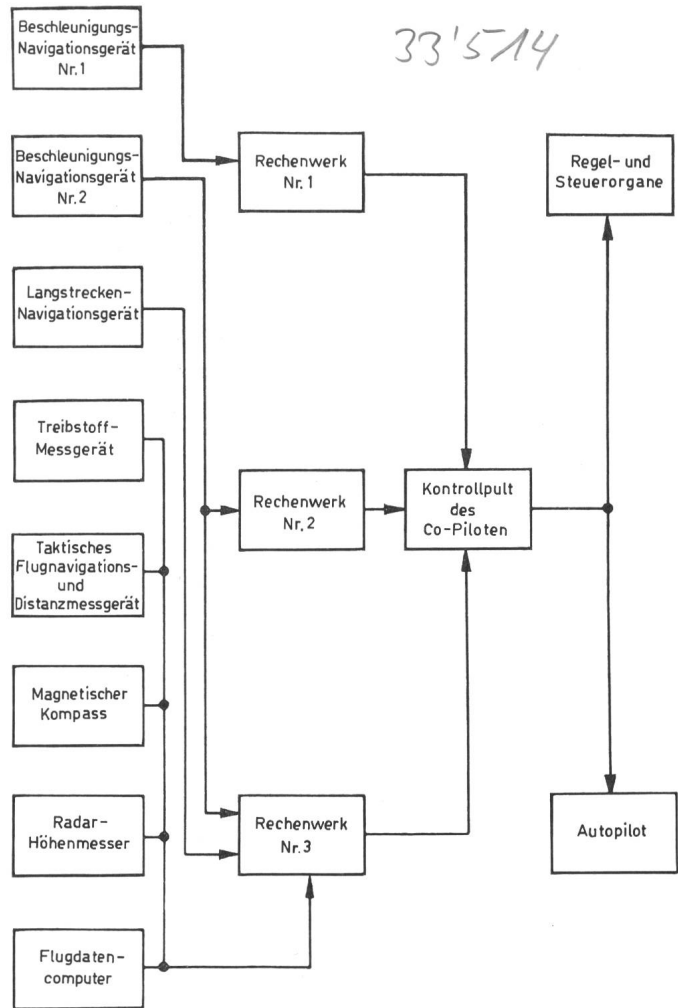 33'514
Beschleunigungs-
Navigationsgerät
Nr.1
Beschleunigungs-
Navigationsgerät
Nr.2
Langstrecken-
Navigationsgerät
Treibstoff-
Messgerät
Taktisches
Flugnavigations-
und
Distanzmessgerät
Magnetischer
Kompass
Radar-
Höhenmesser
Flugdaten-
computer
Rechenwerk
Nr.1
Rechenwerk
Nr.2
Rechenwerk
Nr.3
Kontrollpult
des
Co-Piloten
Regel- und
Steuerorgane
Autopilot